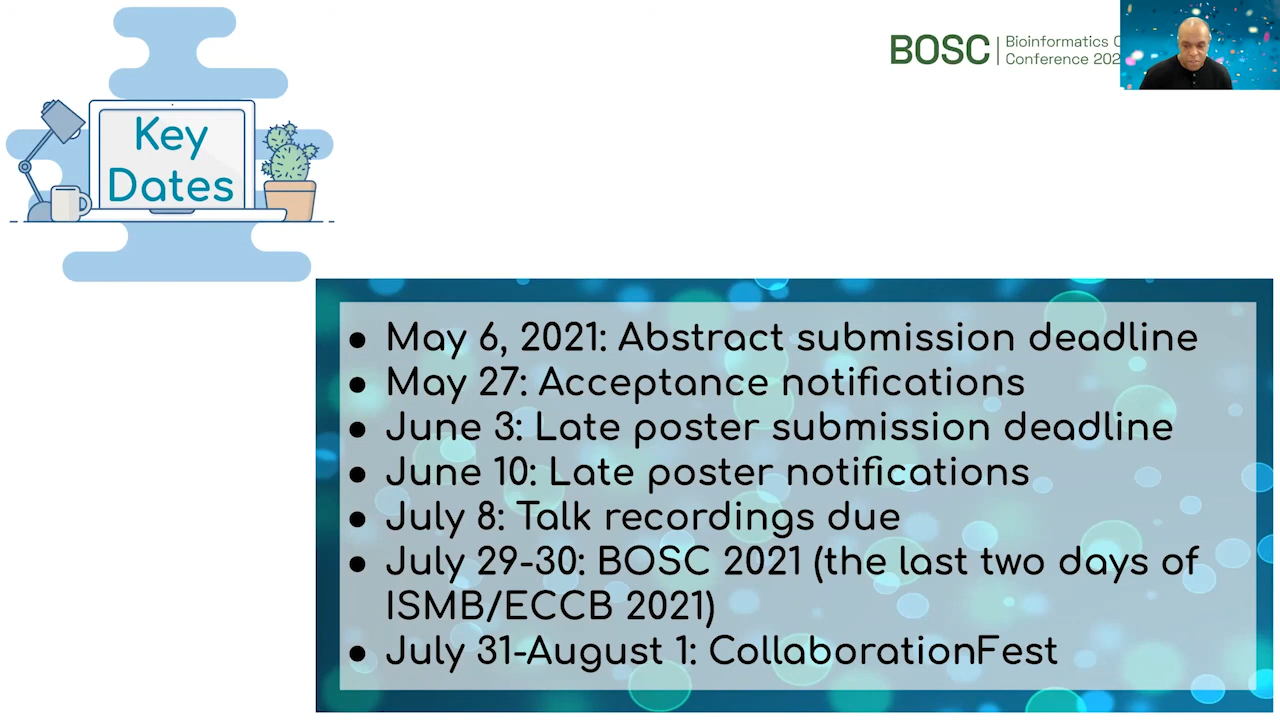 Key
Dates
BOSC
Bioinformatics
Conference
● May 6, 2021: Abstract submission deadline
● May 27: Acceptance notifications
● June 3: Late poster submission deadline
● June 10: Late poster notifications
● July 8: Talk recordings due
● July 29-30: BOSC 2021 (the last two days of
ISMB/ECCB 2021)
● July 31-August 1: CollaborationFest